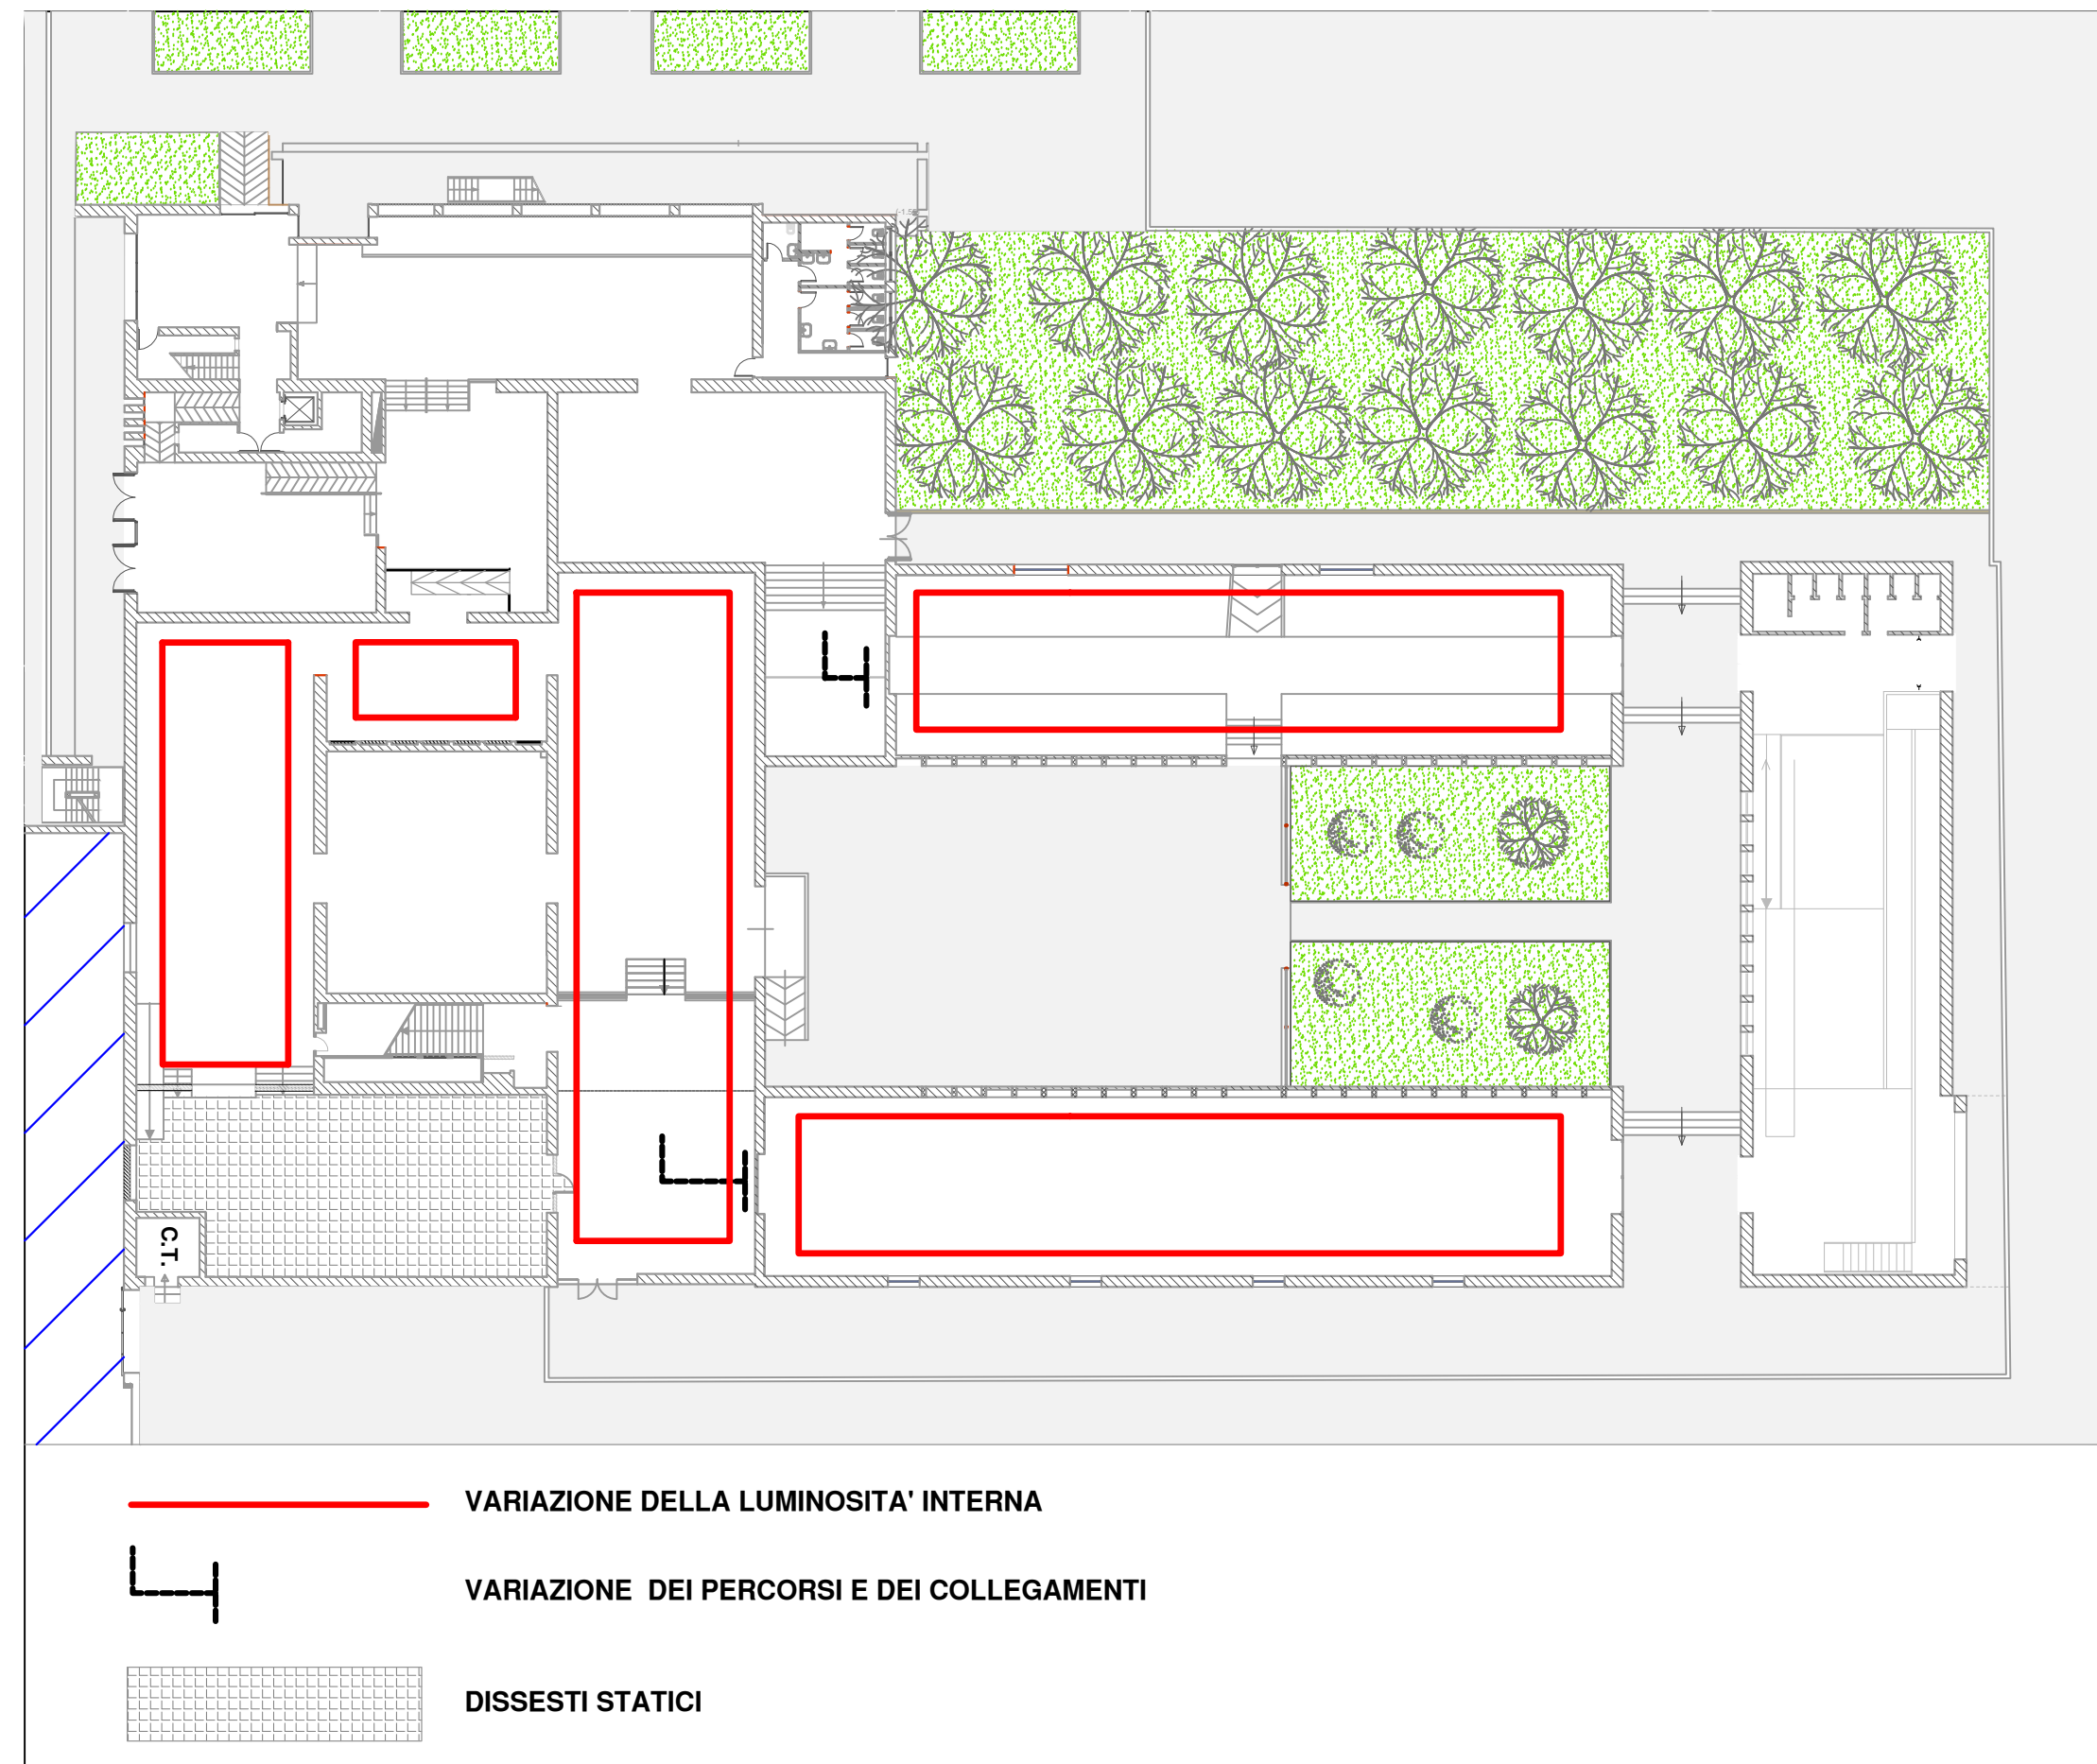 C.T.
VARIAZIONE DELLA LUMINOSITA' INTERNA
VARIAZIONE DEI PERCORSI E DEI COLLEGAMENTI
DISSESTI STATICI